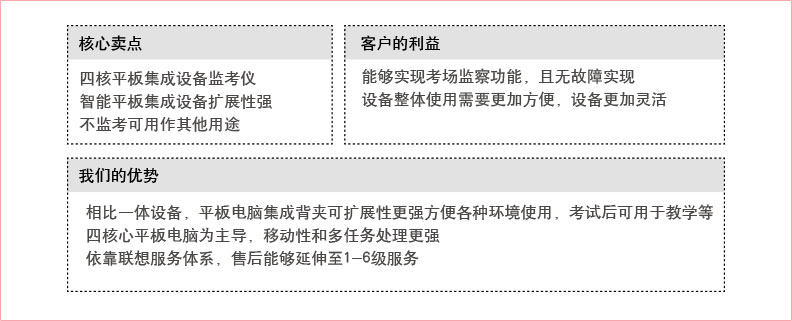 核心卖点
四核平板集成设备监考仪
智能平板集成设备扩展性强
不监考可用作其他用途
客户的利益
能够实现考场监察功能，且无故障实现
设备整体使用需要更加方便，设备更加灵活
我们的优势
相比一体设备，平板电脑集成背夹可扩展性更强方便各种环境使用，考试后可用于教学等
四核心平板电脑为主导，移动性和多任务处理更强
依靠联想服务体系，售后能够延伸至1-6级服务